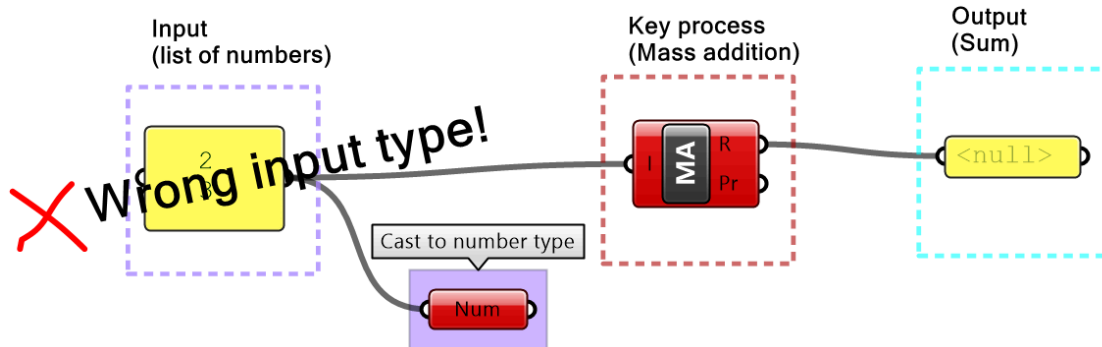 Input
(list of numbers)
Key process
(Mass addition)
Output
(Sum)
2
3
Wrong input type!
I
MA
R
Pr
<null>
Cast to number type
Num